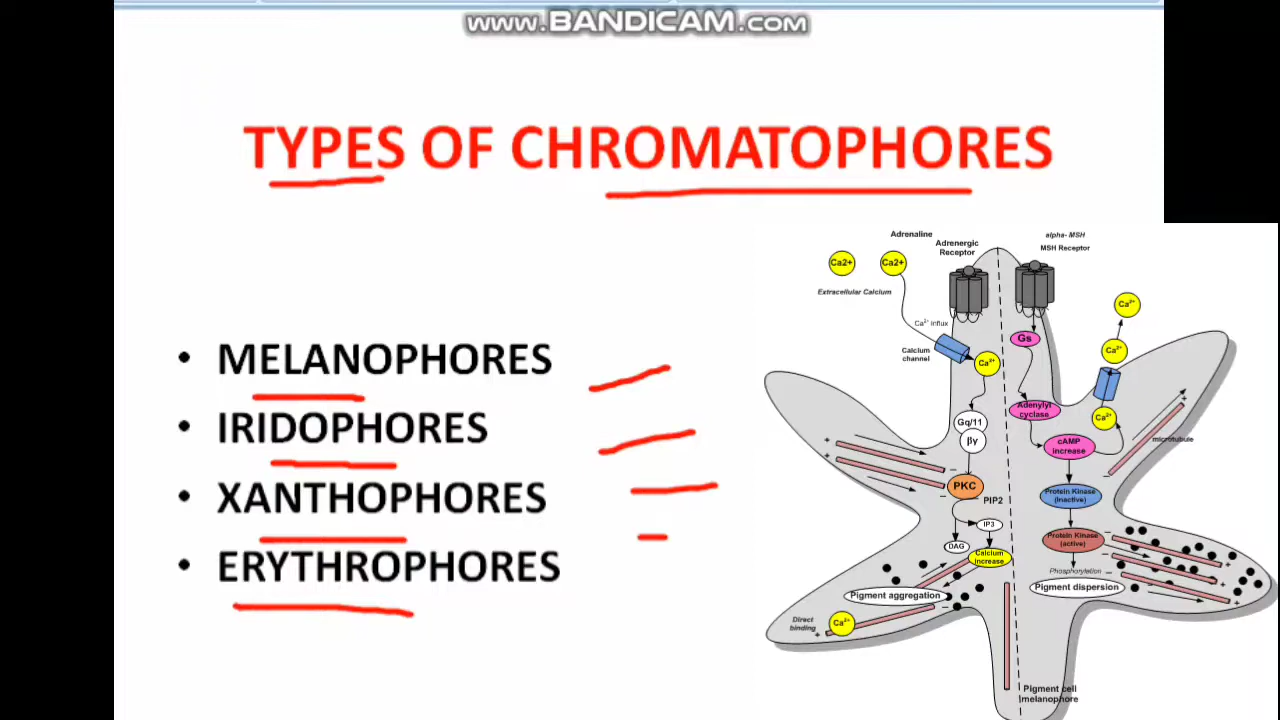 www.BANDICAM.com
TYPES OF CHROMATOPHORES
• MELANOPHORES
• IRIDOPHORES
• XANTHOPHORES
• ERYTHROPHORES
Adrenaline
Adrenergic
Receptor
alpha- MSH
MSH Receptor
Ca2+
Ca2+
Extracellular Calcium
Ca²⁺ Influx
Calcium
channel
Ca²⁺
Gq/11
βγ
PKC
PIP2
IP3
DAG
Calcium
increase
Pigment aggregation
Direct
binding
Ca²⁺
Gs
Adenylyl
cyclase
cAMP
increase
Ca²⁺
Ca²⁺
Ca²⁺
microtubule
Protein Kinase
(Inactive)
Protein Kinase
(active)
Phosphorylation
Pigment dispersion
Pigment cell
melanophore
+
+
−
−
+
−
+
−
−
−
+
+
+